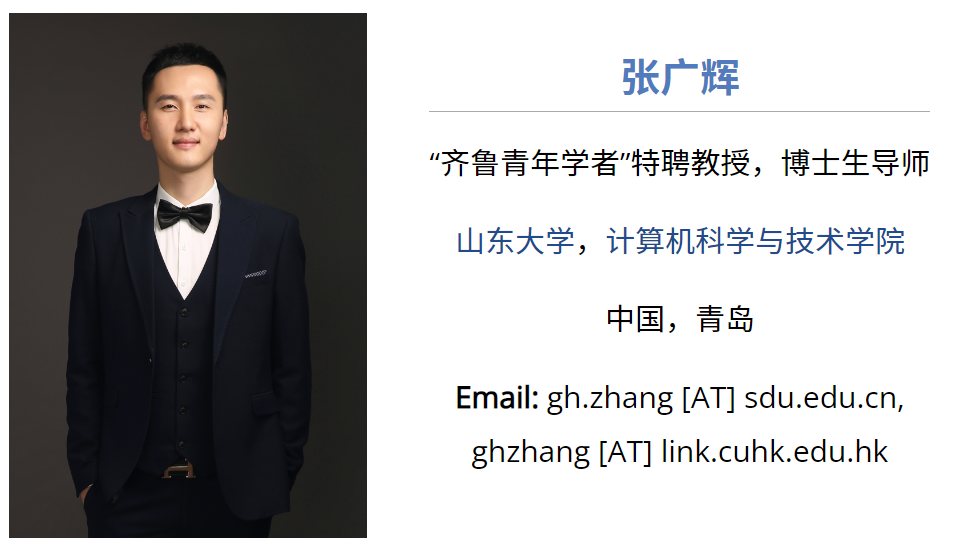 张广辉
“齐鲁青年学者”特聘教授，博士生导师
山东大学，计算机科学与技术学院
中国，青岛
Email: gh.zhang [AT] sdu.edu.cn,
ghzhang [AT] link.cuhk.edu.hk